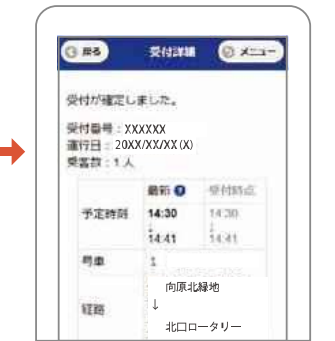 戻る 受付詳細 メニュー
受付が確定しました。
受付番号：XXXXXX
運行日：20XX/XX/XX(X)
乗客数：1人
最新 ? 受付時点
予定時刻 14:30 14:30
↓ ↓
14:41 14:41
号車 1
向原北緑地
経路 ↓
北口ロータリー